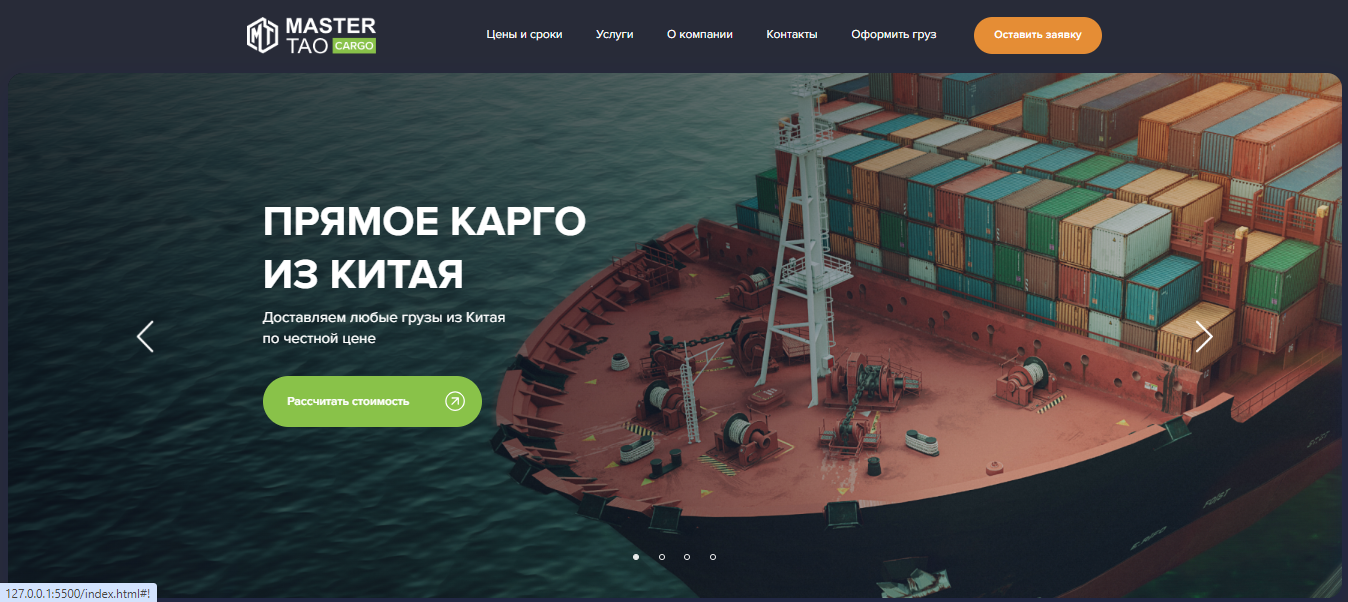 MASTER
TAO CARGO
Цены и сроки
Услуги
О компании
Контакты
Оформить груз
Оставить заявку
ПРЯМОЕ КАРГО
ИЗ КИТАЯ
Доставляем любые грузы из Китая
по честной цене
Рассчитать стоимость
127.0.0.1:5500/index.html#!